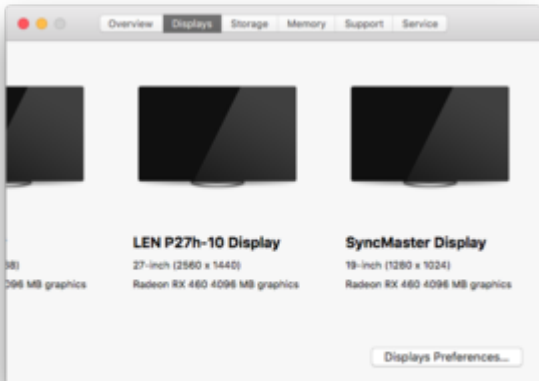 Overview Displays Storage Memory Support Service
LEN P27h-10 Display
27-inch (2560 x 1440)
Radeon RX 460 4096 MB graphics
SyncMaster Display
19-inch (1280 x 1024)
Radeon RX 460 4096 MB graphics
graphics
Displays Preferences...